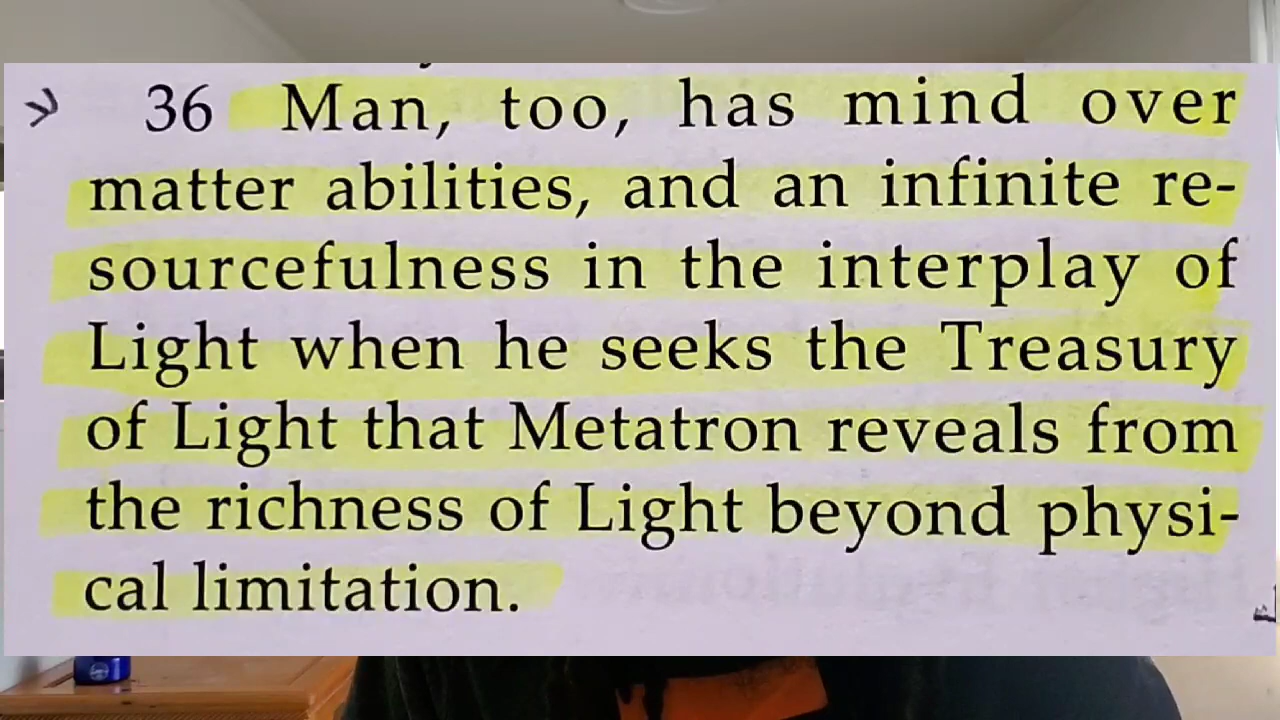 36 Man, too, has mind over
matter abilities, and an infinite re-
sourcefulness in the interplay of
Light when he seeks the Treasury
of Light that Metatron reveals from
the richness of Light beyond physi-
cal limitation.